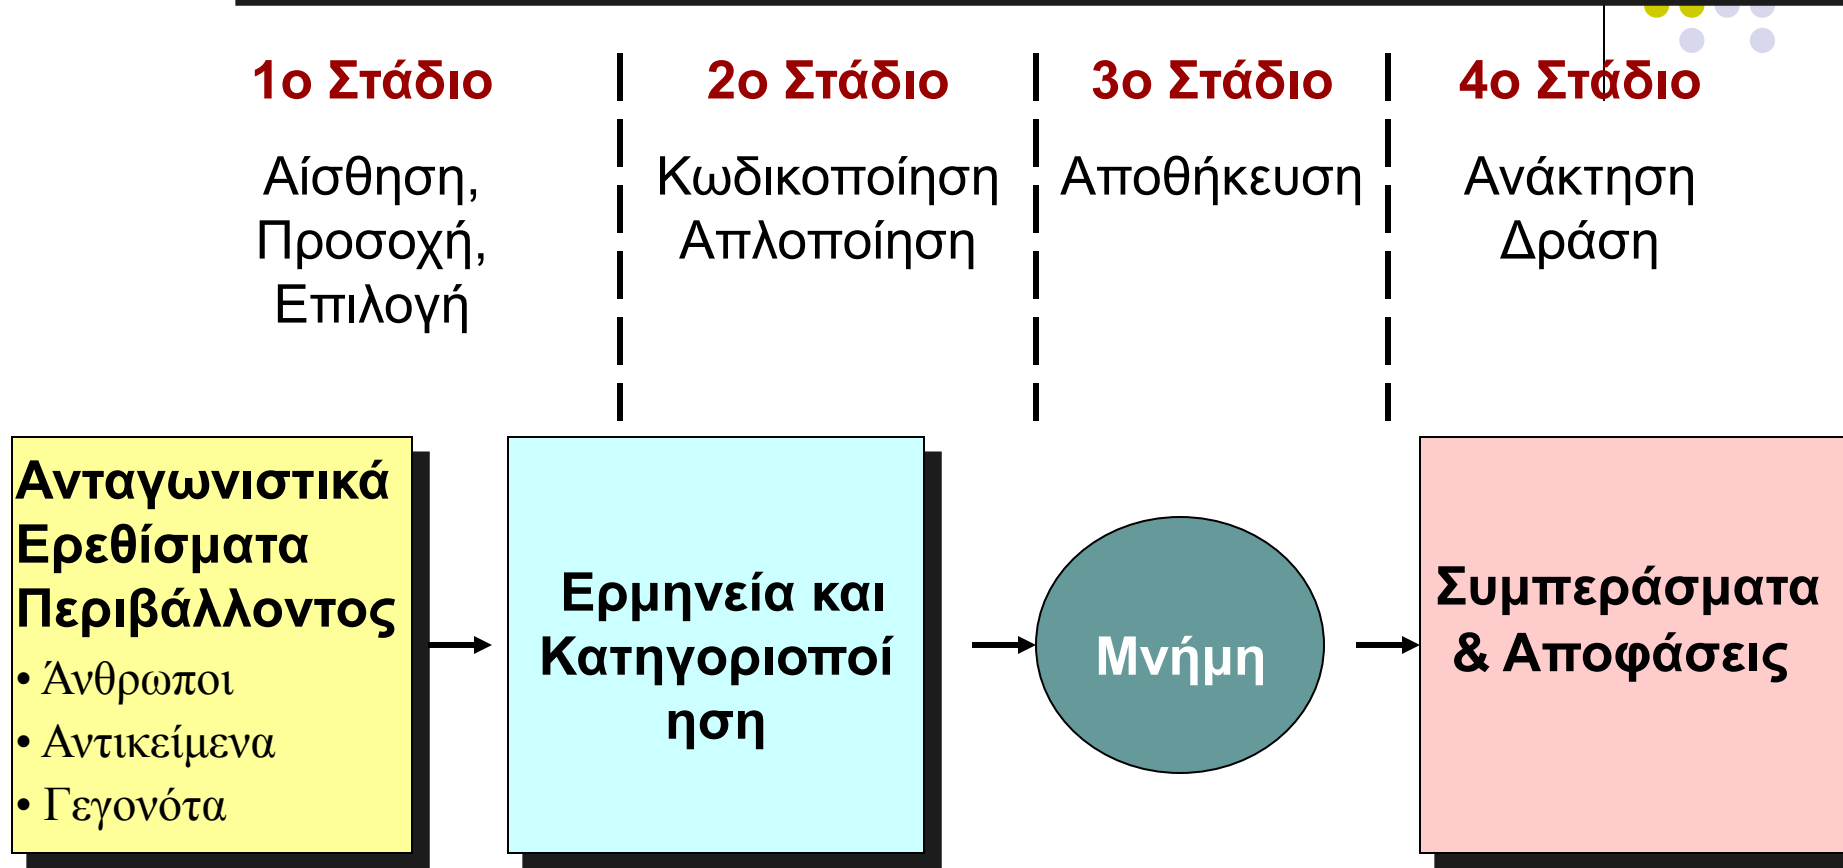 1ο Στάδιο
Αίσθηση,
Προσοχή,
Επιλογή
2ο Στάδιο
Κωδικοποίηση
Απλοποίηση
3ο Στάδιο
Αποθήκευση
4ο Στάδιο
Ανάκτηση
Δράση
Ανταγωνιστικά
Ερεθίσματα
Περιβάλλοντος
• Άνθρωποι
• Αντικείμενα
• Γεγονότα
Ερμηνεία και
Κατηγοριοποί
ηση
Μνήμη
Συμπεράσματα
& Αποφάσεις